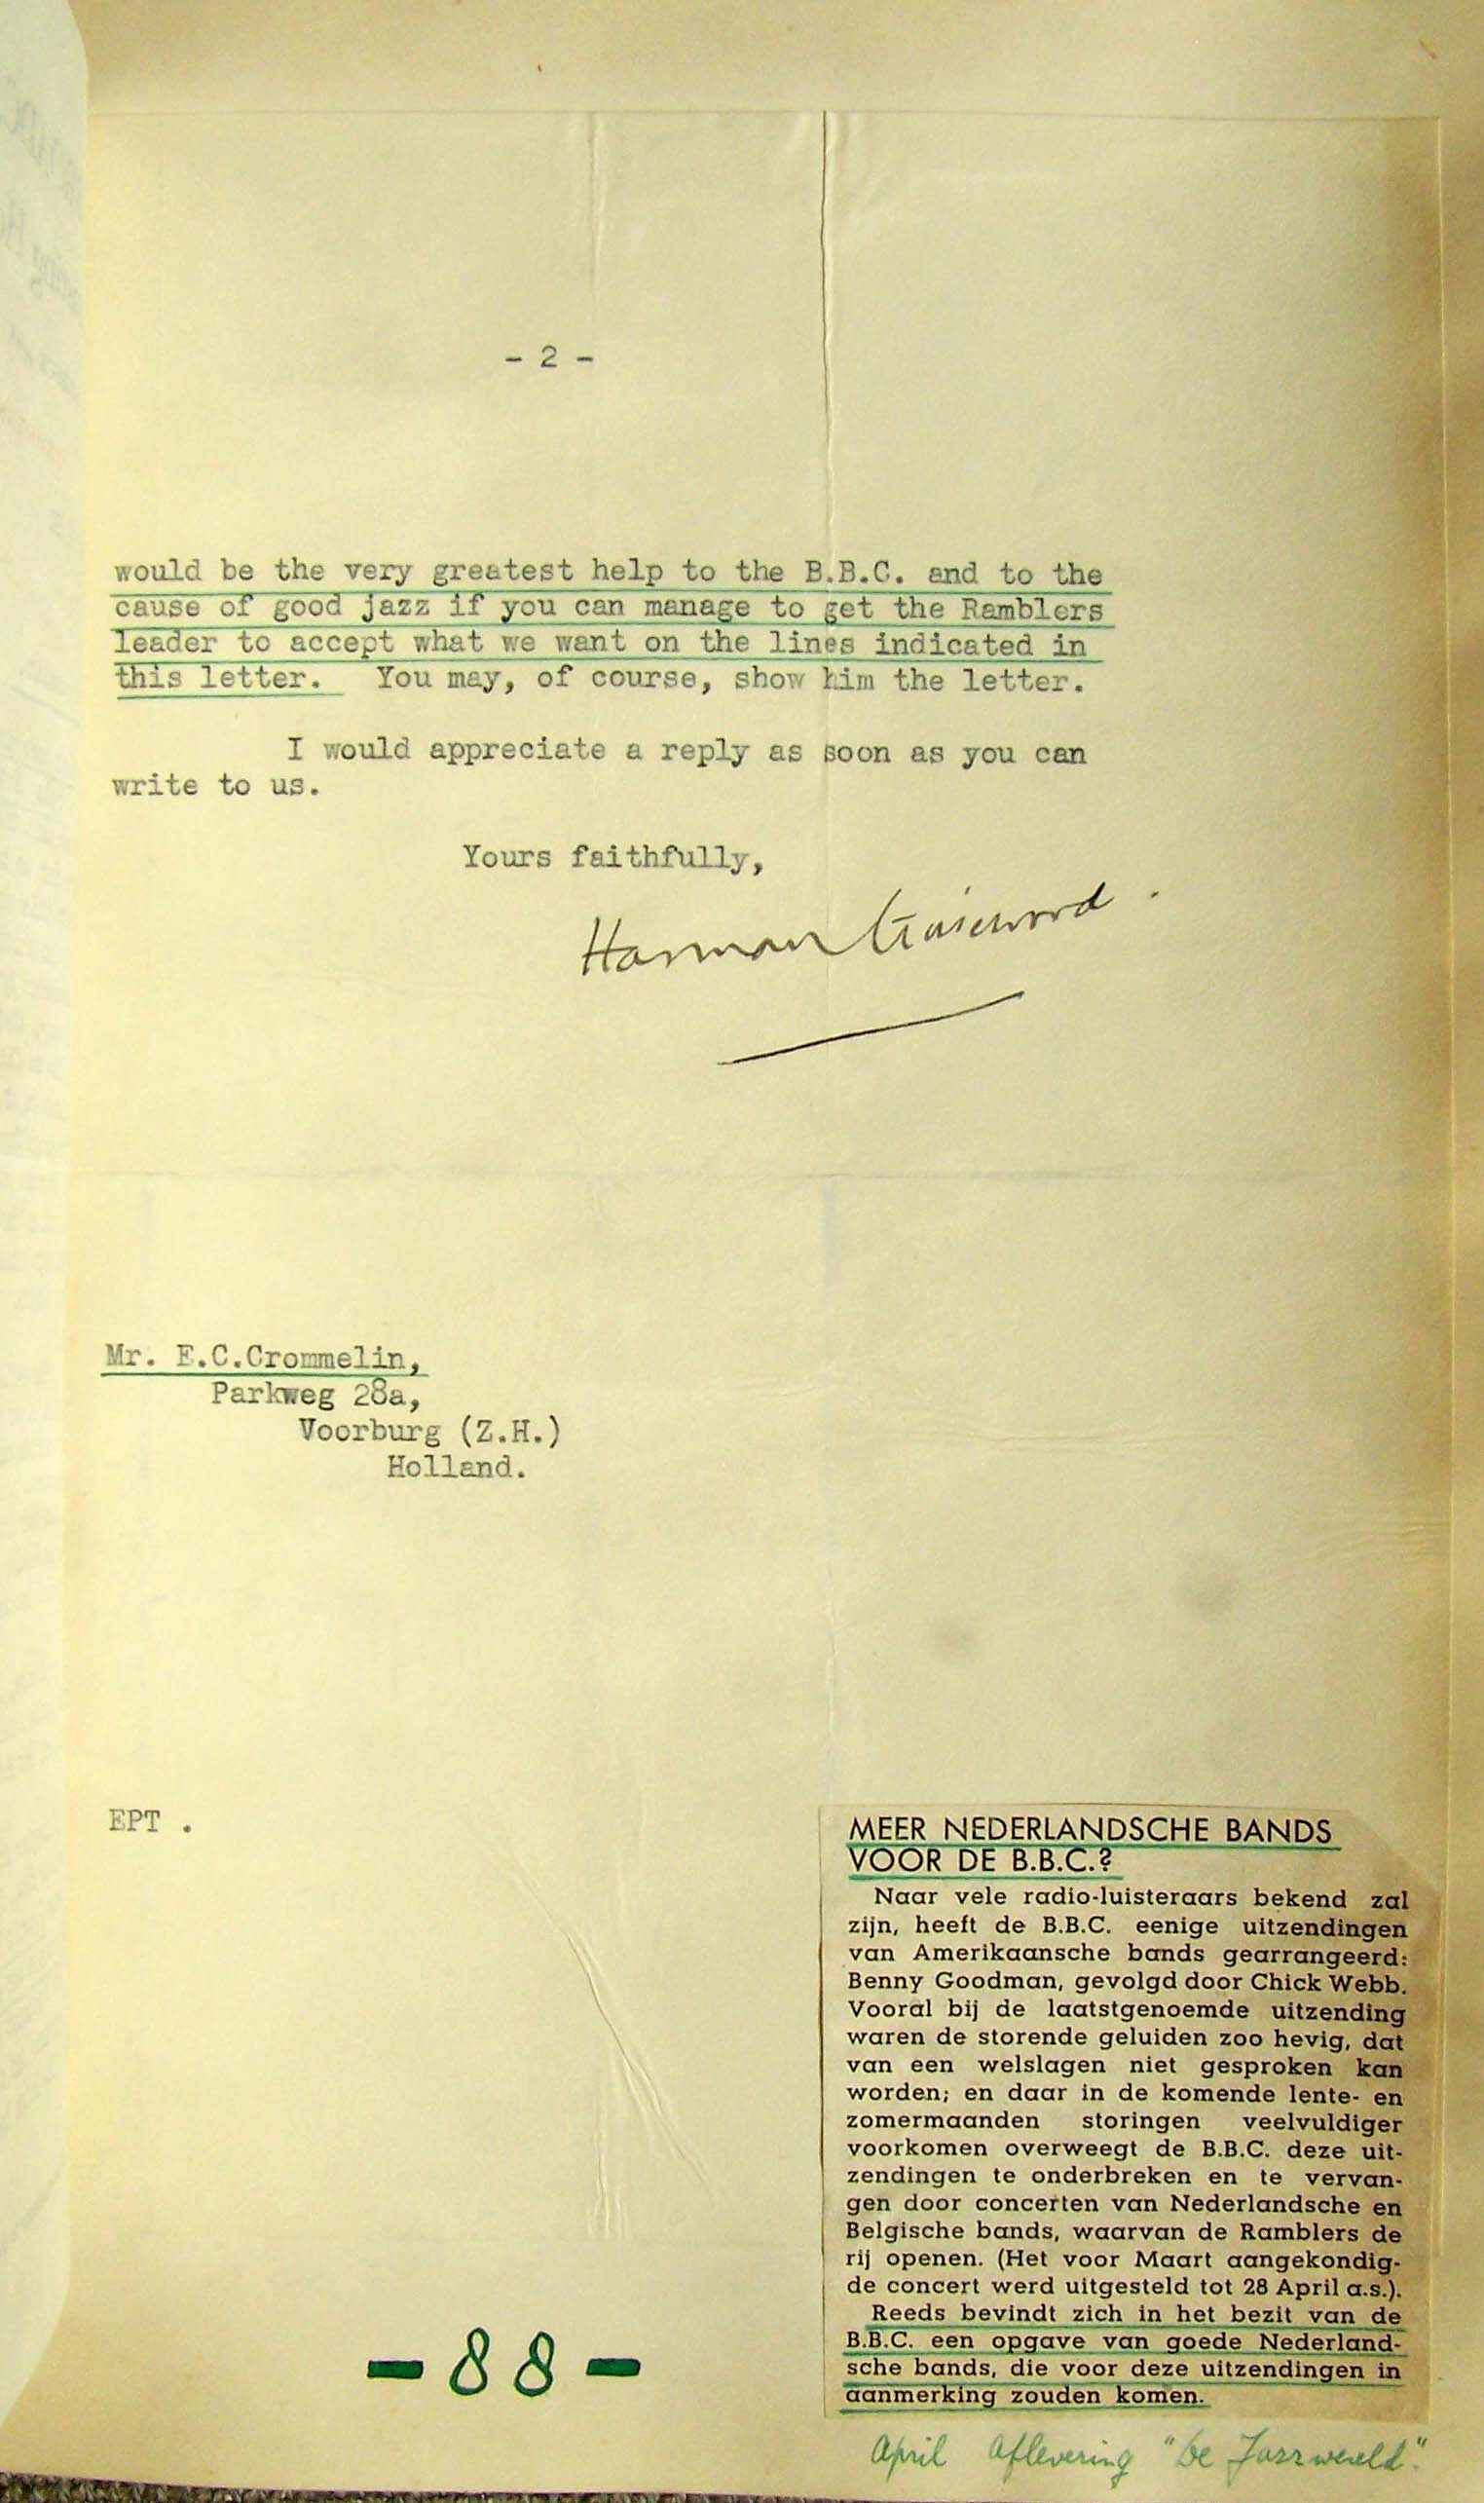 - 2 -
would be the very greatest help to the B.B.C. and to the
cause of good jazz if you can manage to get the Ramblers
leader to accept what we want on the lines indicated in
this letter. You may, of course, show him the letter.
I would appreciate a reply as soon as you can
write to us.
Yours faithfully,
Harman Grisewood.
Mr. E.C.Crommelin,
Parkweg 28a,
Voorburg (Z.H.)
Holland.
EPT .
MEER NEDERLANDSCHE BANDS
VOOR DE B.B.C.?
Naar vele radio-luisteraars bekend zal
zijn, heeft de B.B.C. eenige uitzendingen
van Amerikaansche bands gearrangeerd:
Benny Goodman, gevolgd door Chick Webb.
Vooral bij de laatstgenoemde uitzending
waren de storende geluiden zoo hevig, dat
van een welslagen niet gesproken kan
worden; en daar in de komende lente- en
zomermaanden storingen veelvuldiger
voorkomen overweegt de B.B.C. deze uit-
zendingen te onderbreken en te vervan-
gen door concerten van Nederlandsche en
Belgische bands, waarvan de Ramblers de
rij openen. (Het voor Maart aangekondig-
de concert werd uitgesteld tot 28 April a.s.).
Reeds bevindt zich in het bezit van de
B.B.C. een opgave van goede Nederland-
sche bands, die voor deze uitzendingen in
aanmerking zouden komen.
- 88 -
April Aflevering "De Jazzwereld."